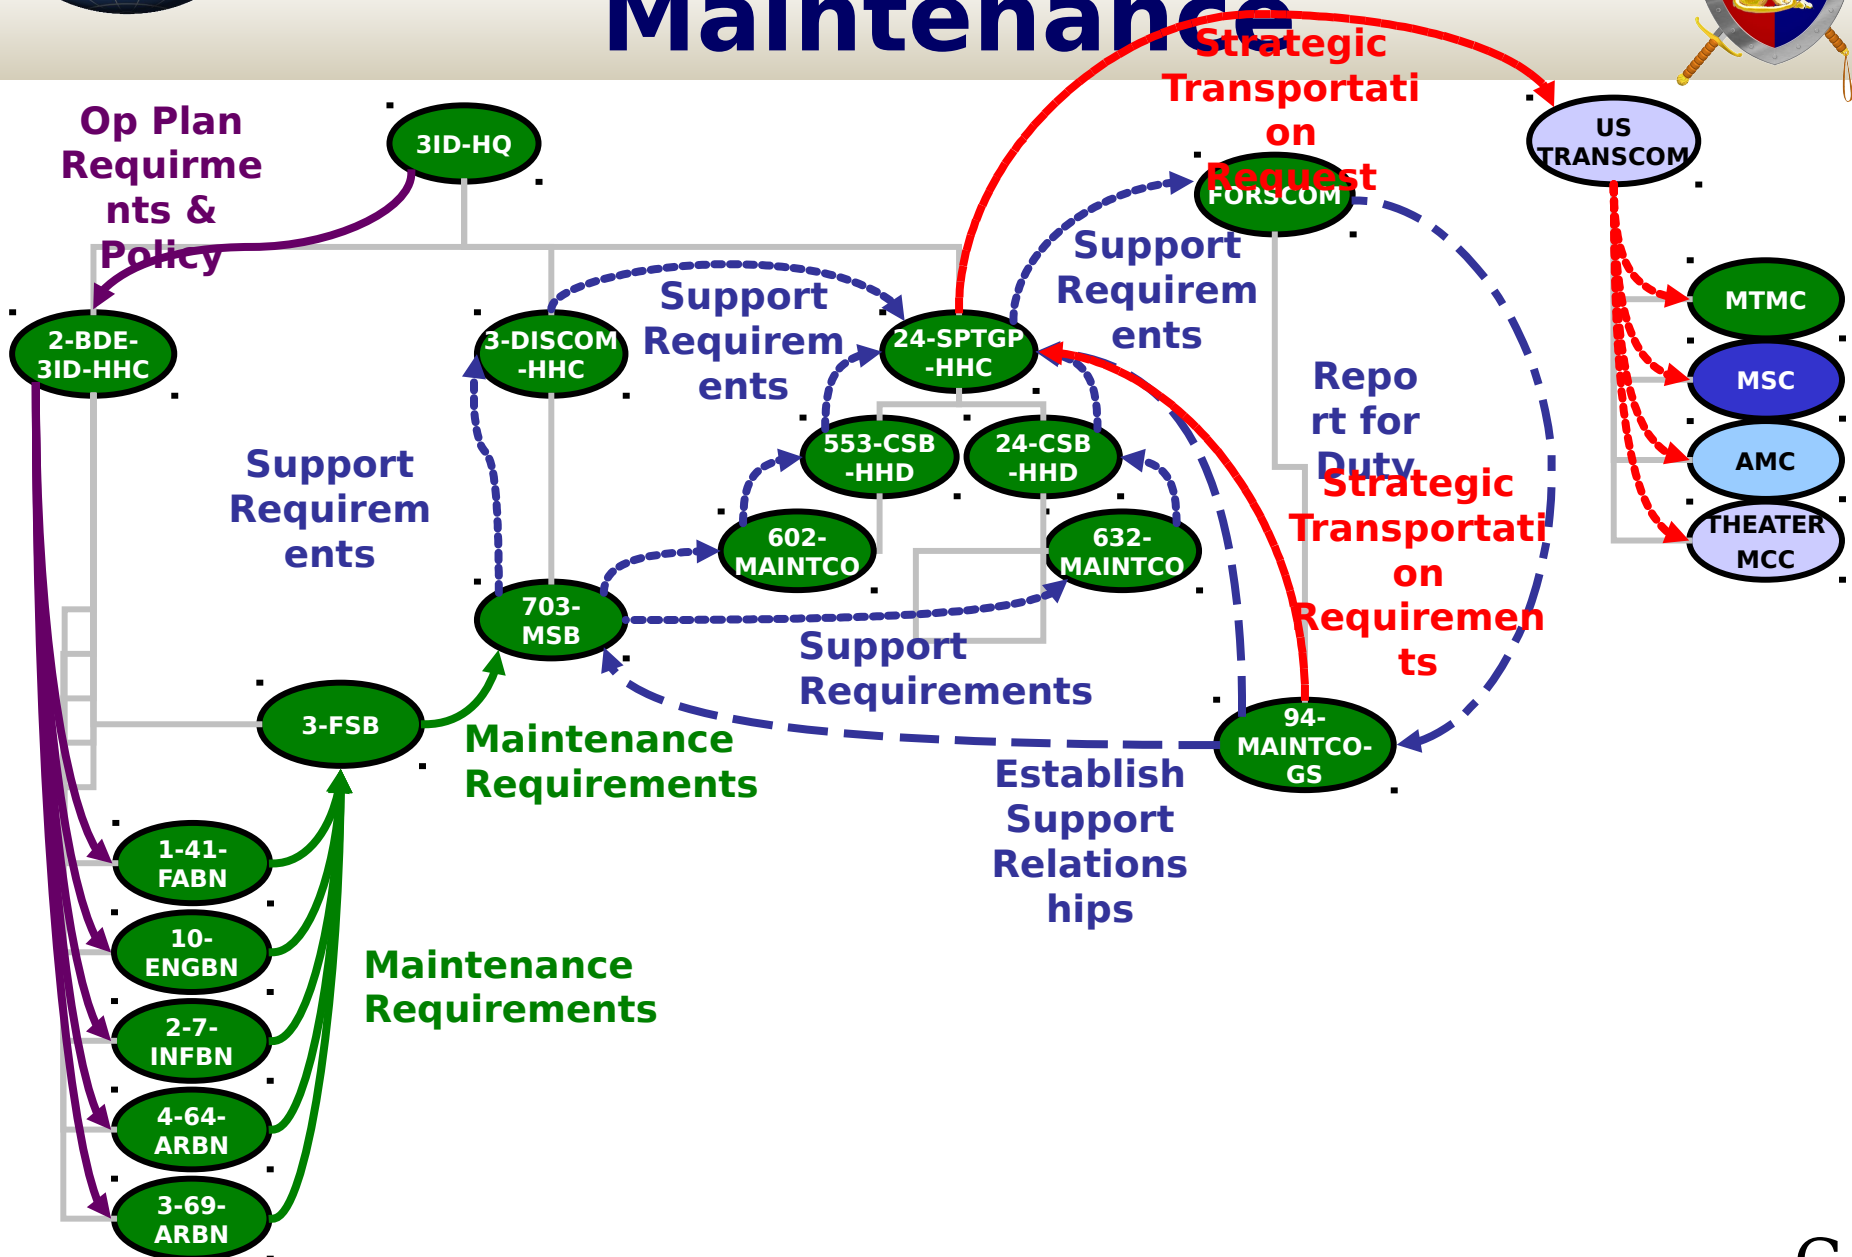 Maintenance
Strategic
Transportati
on
Request
Op Plan
Requirme
nts &
Policy
3ID-HQ
US
TRANSCOM
FORSCOM
Support
Requirem
ents
Support
Requirem
ents
MTMC
2-BDE-
3ID-HHC
3-DISCOM
-HHC
24-SPTGP
-HHC
MSC
Repo
rt for
Duty
553-CSB
-HHD
24-CSB
-HHD
AMC
Support
Requirem
ents
Strategic
Transportati
on
Requiremen
ts
602-
MAINTCO
632-
MAINTCO
THEATER
MCC
703-
MSB
Support
Requirements
3-FSB
Maintenance
Requirements
94-
MAINTCO-
GS
Establish
Support
Relations
hips
1-41-
FABN
10-
ENGBN
Maintenance
Requirements
2-7-
INFBN
4-64-
ARBN
3-69-
ARBN